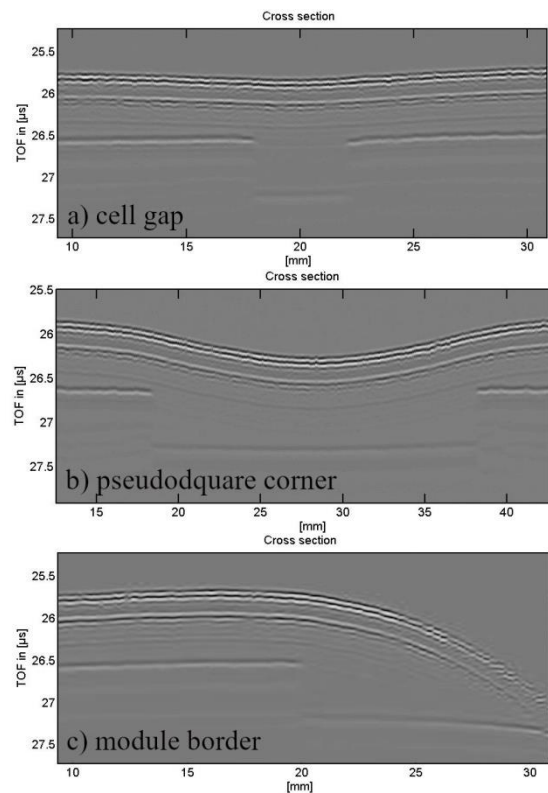 Cross section
25.5
26
26.5
27
27.5
TOF in [µs]
a) cell gap
10 15 20 25 30
[mm]
Cross section
25.5
26
26.5
27
27.5
TOF in [µs]
b) pseudodquare corner
15 20 25 30 35 40
[mm]
Cross section
25.5
26
26.5
27
27.5
TOF in [µs]
c) module border
10 15 20 25 30
[mm]